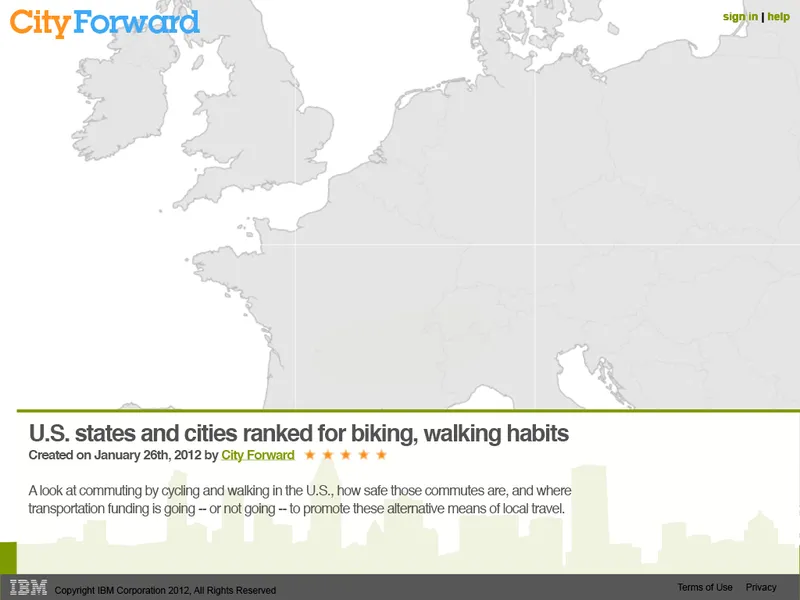 City Forward
sign in | help
U.S. states and cities ranked for biking, walking habits
Created on January 26th, 2012 by City Forward
A look at commuting by cycling and walking in the U.S., how safe those commutes are, and where
transportation funding is going -- or not going -- to promote these alternative means of local travel.
IBM Copyright IBM Corporation 2012, All Rights Reserved
Terms of Use Privacy